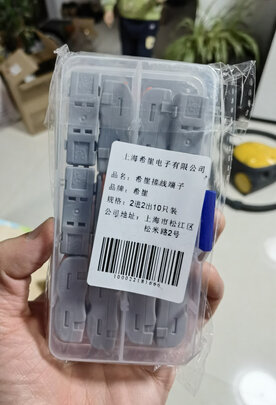 上海希崖电子有限公司
品名：希崖接线端子
品牌：希崖
规格：2进2出10只装
公司地址：上海市松江区
松米路2号
100022181666